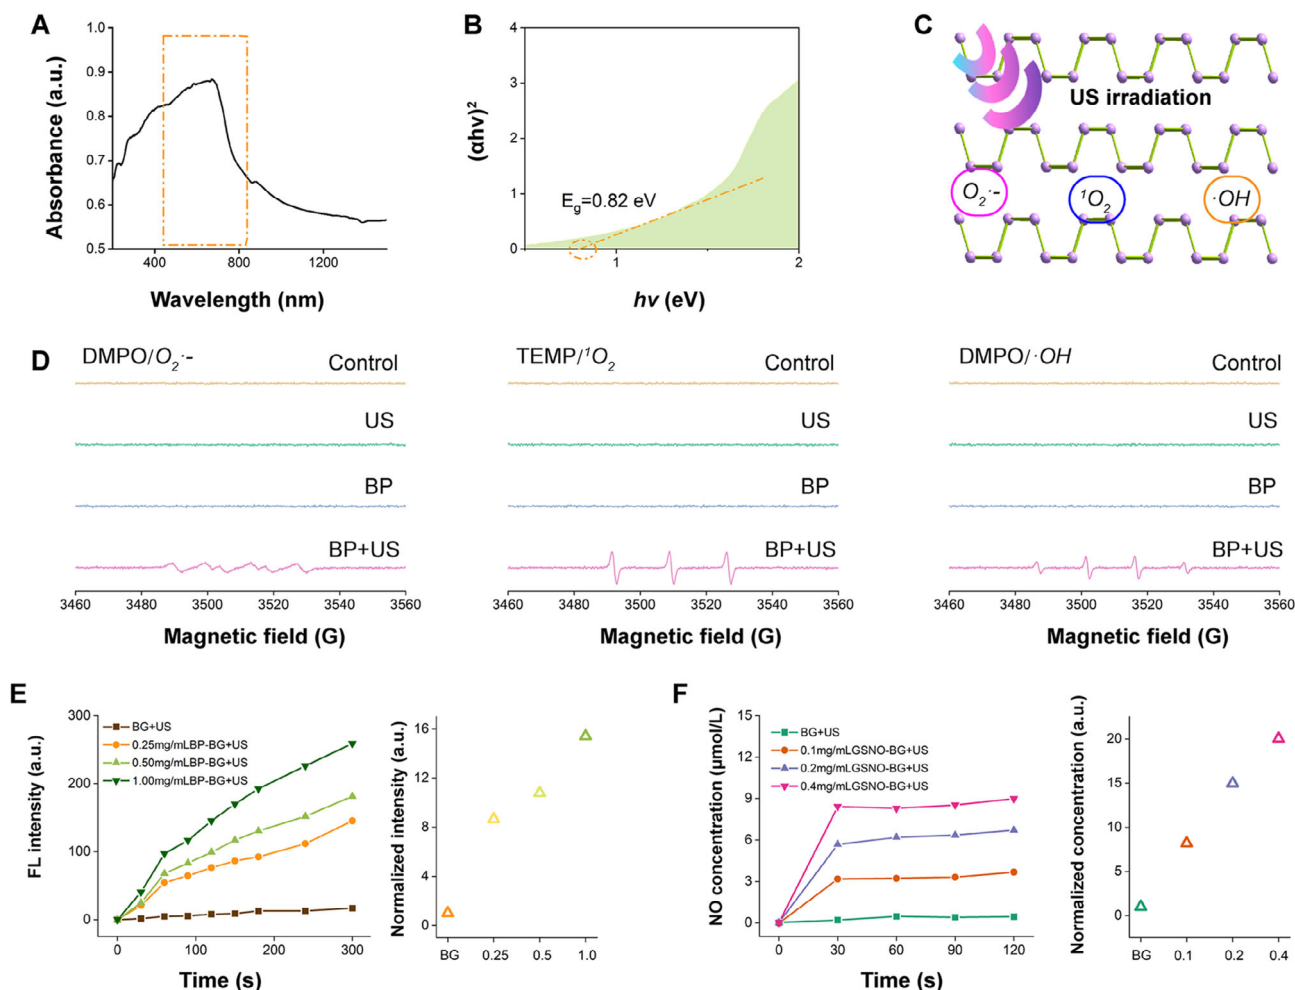 A
Absorbance (a.u.)
1.0
0.9
0.8
0.7
0.6
0.5
400
800
1200
Wavelength (nm)
B
(αhv)²
4
3
2
1
0
E_g=0.82 eV
1
2
hv (eV)
C
US irradiation
O₂·-
¹O₂
·OH
D
DMPO/O₂·-
Control
US
BP
BP+US
3460
3480
3500
3520
3540
3560
Magnetic field (G)
TEMP/¹O₂
Control
US
BP
BP+US
3460
3480
3500
3520
3540
3560
Magnetic field (G)
DMPO/·OH
Control
US
BP
BP+US
3460
3480
3500
3520
3540
3560
Magnetic field (G)
E
FL intensity (a.u.)
300
200
100
0
BG+US
0.25mg/mLBP-BG+US
0.50mg/mLBP-BG+US
1.00mg/mLBP-BG+US
0
100
200
300
Time (s)
Normalized intensity (a.u.)
16
12
8
4
0
BG
0.25
0.5
1.0
F
NO concentration (μmol/L)
15
12
9
6
3
0
BG+US
0.1mg/mLGSNO-BG+US
0.2mg/mLGSNO-BG+US
0.4mg/mLGSNO-BG+US
0
30
60
90
120
Time (s)
Normalized concentration (a.u.)
20
15
10
5
0
BG
0.1
0.2
0.4